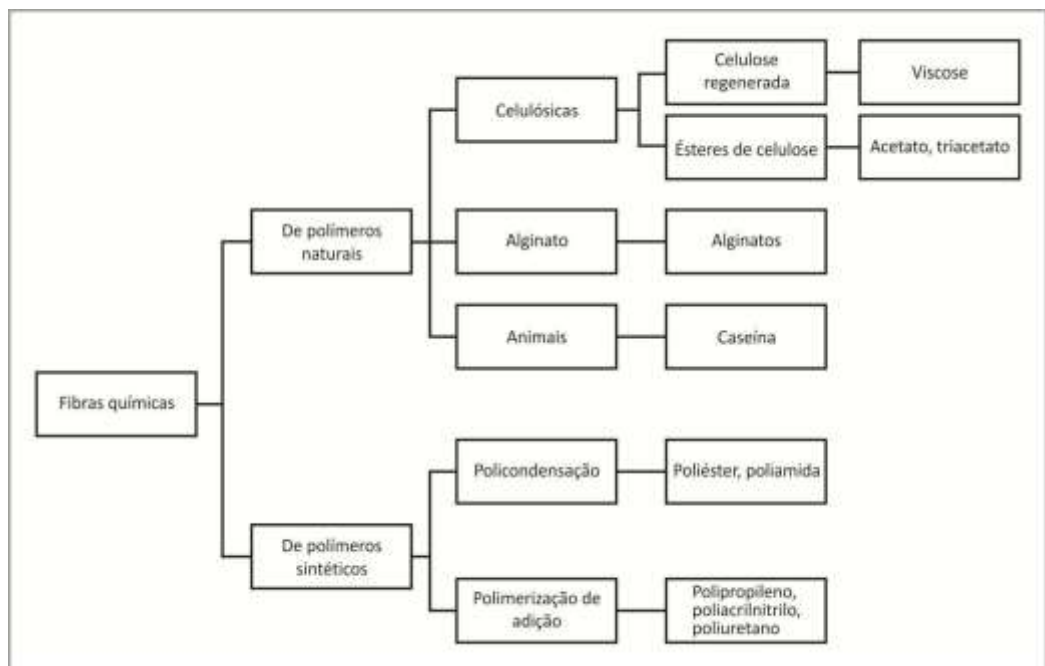 Fibras químicas
De polímeros
naturais
Celulósicas
Celulose
regenerada
Viscose
Ésteres de celulose
Acetato, triacetato
Alginato
Alginatos
Animais
Caseína
De polímeros
sintéticos
Policondensação
Poliéster, poliamida
Polimerização de
adição
Polipropileno,
poliacrilnitrilo,
poliuretano